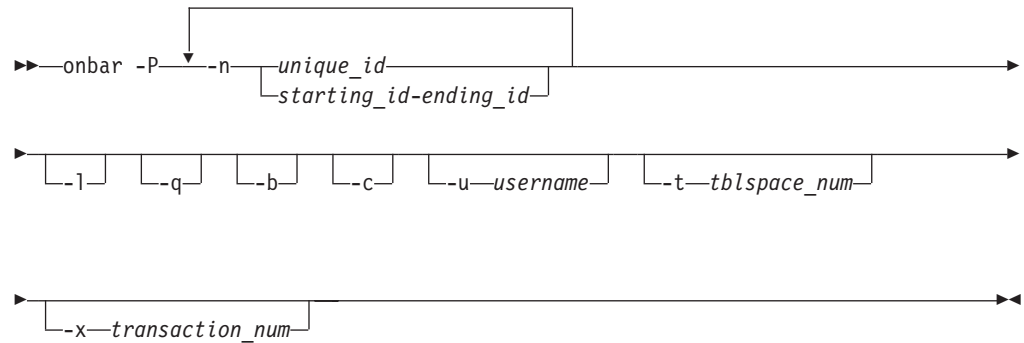 onbar -P -n unique_id
starting_id-ending_id
-l -q -b -c -u username -t tblspace_num
-x transaction_num